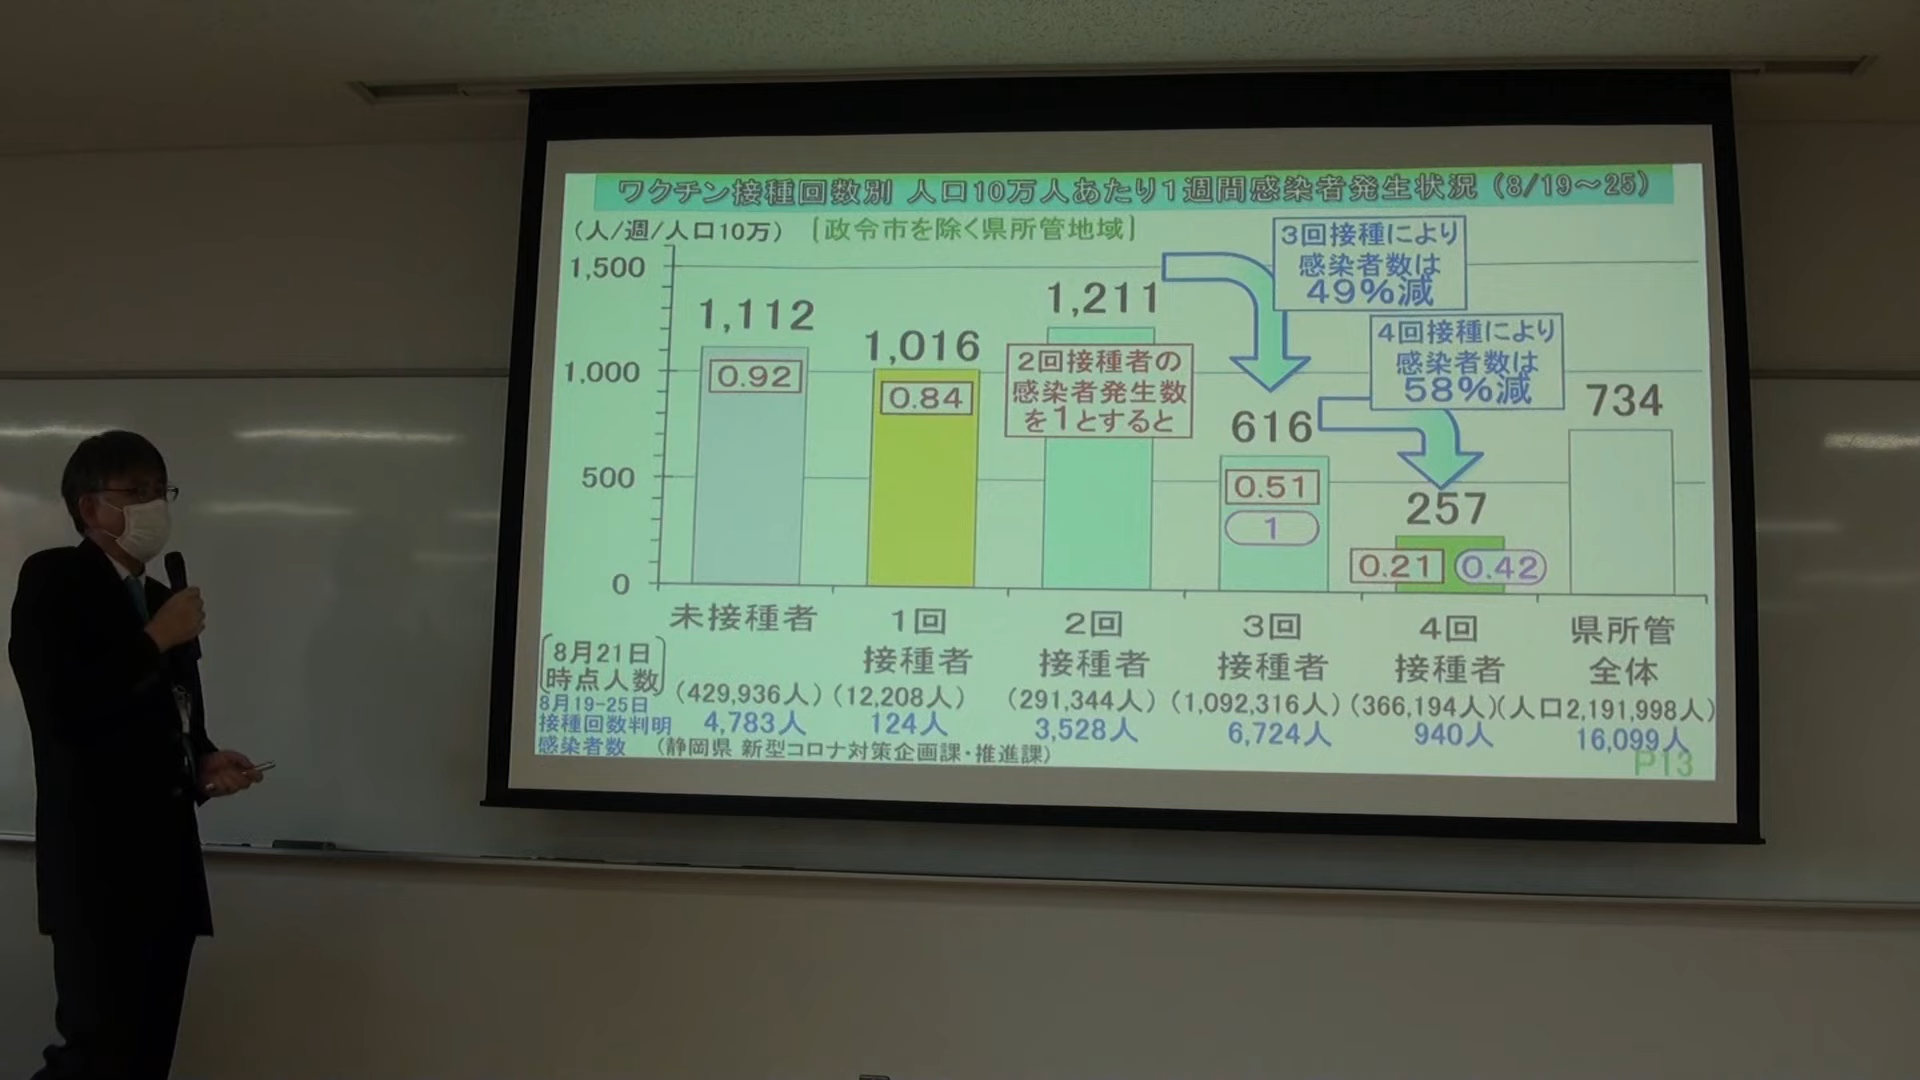 ワクチン接種回数別 人口10万人あたり1週間感染者発生状況（8/19～25）
（人/週/人口10万）［政令市を除く県所管地域］
3回接種により
感染者数は
49%減
4回接種により
感染者数は
58%減
1,500
1,000
500
0
1,112
0.92
1,016
0.84
1,211
2回接種者の
感染者発生数
を1とすると
616
0.51
1
257
0.21
0.42
734
未接種者
1回
接種者
2回
接種者
3回
接種者
4回
接種者
県所管
全体
8月21日
時点人数
（429,936人）（12,208人）（291,344人）（1,092,316人）（366,194人）（人口2,191,998人）
8月19-25日
接種回数判明
感染者数
4,783人 124人 3,528人 6,724人 940人 16,099人
（静岡県 新型コロナ対策企画課・推進課）
P13